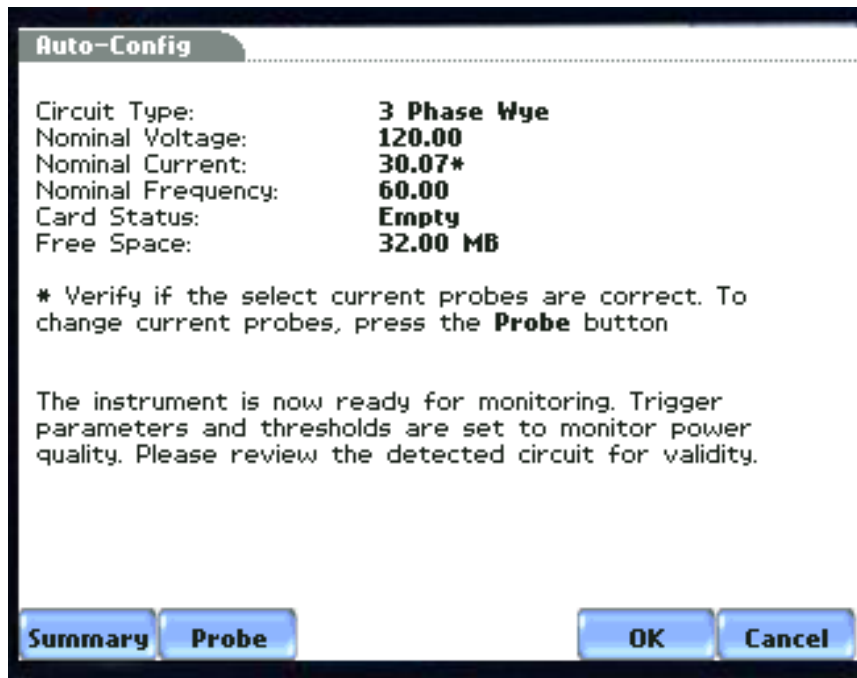 Auto-Config
Circuit Type: 3 Phase Wye
Nominal Voltage: 120.00
Nominal Current: 30.07*
Nominal Frequency: 60.00
Card Status: Empty
Free Space: 32.00 MB
* Verify if the select current probes are correct. To
change current probes, press the Probe button
The instrument is now ready for monitoring. Trigger
parameters and thresholds are set to monitor power
quality. Please review the detected circuit for validity.
Summary Probe OK Cancel